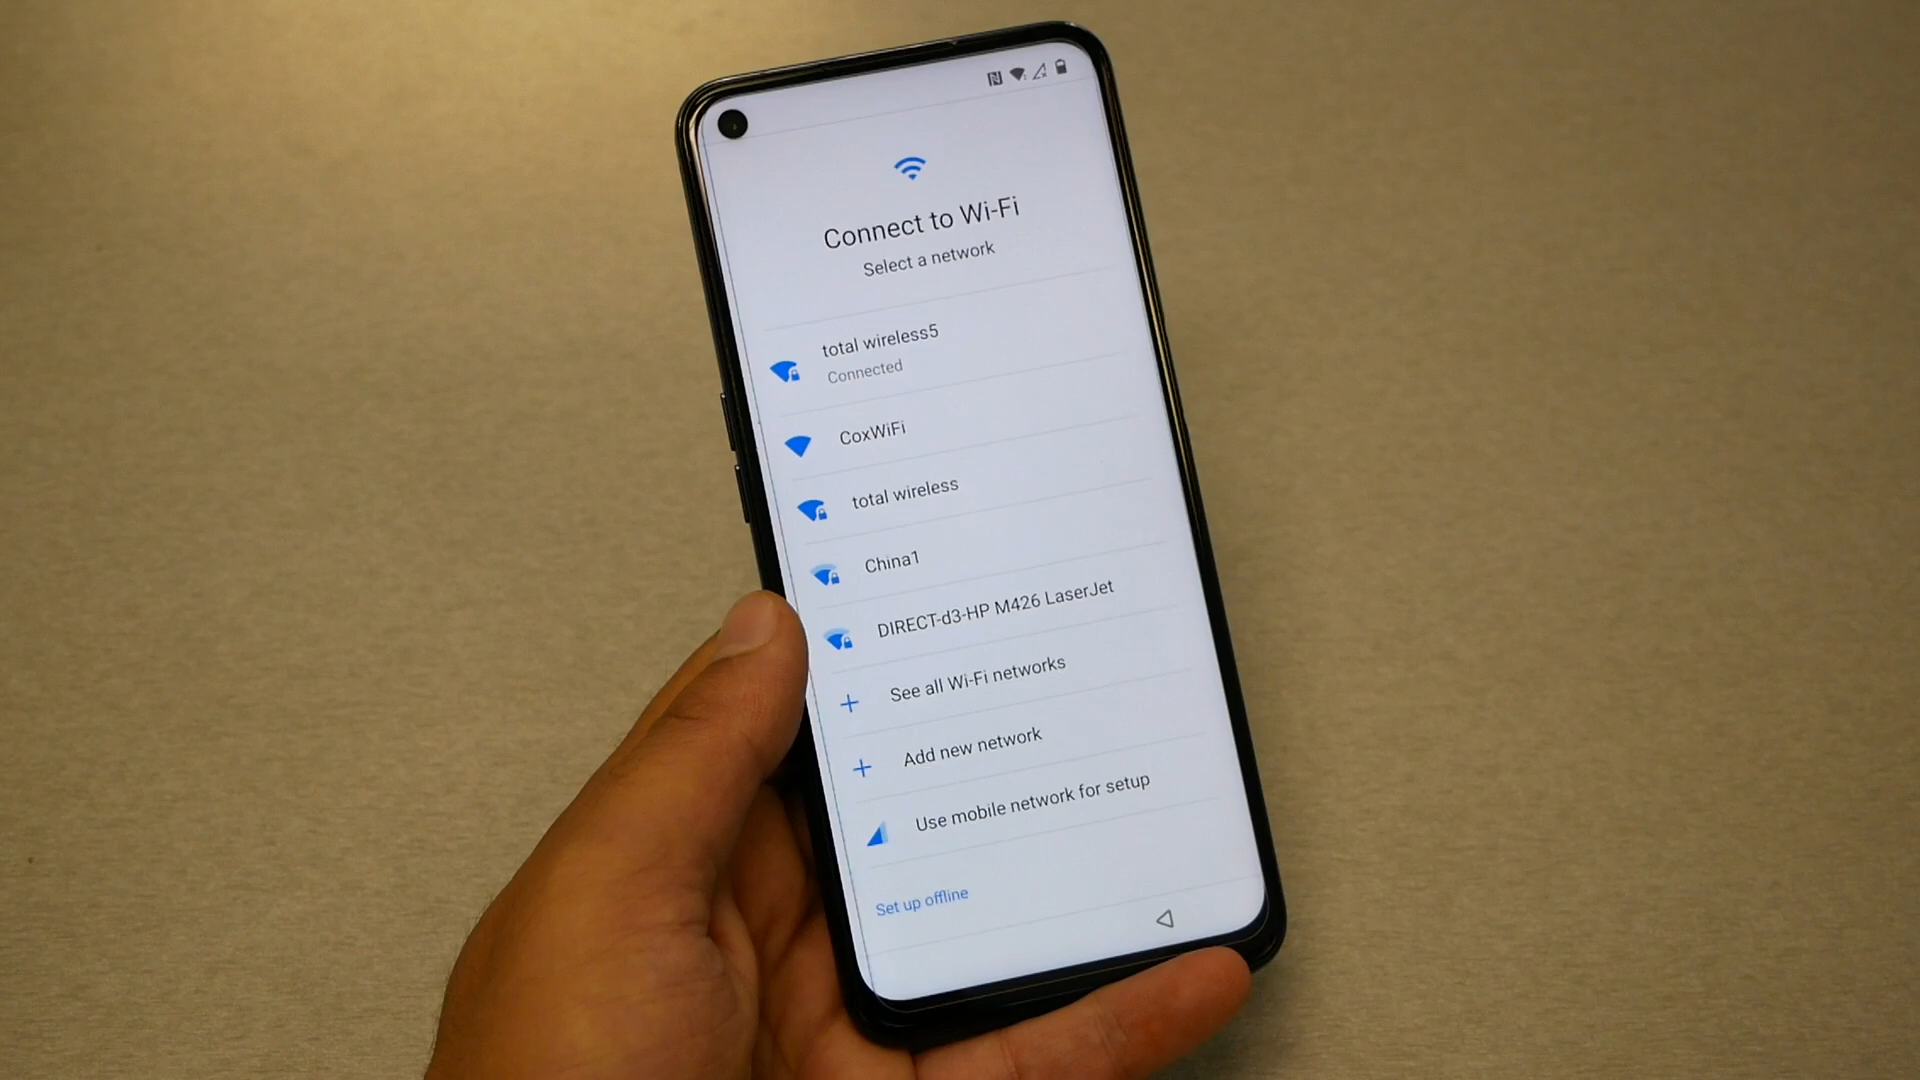 Connect to Wi-Fi
Select a network
total wireless5
Connected
CoxWiFi
total wireless
China1
DIRECT-d3-HP M426 LaserJet
See all Wi-Fi networks
Add new network
Use mobile network for setup
Set up offline